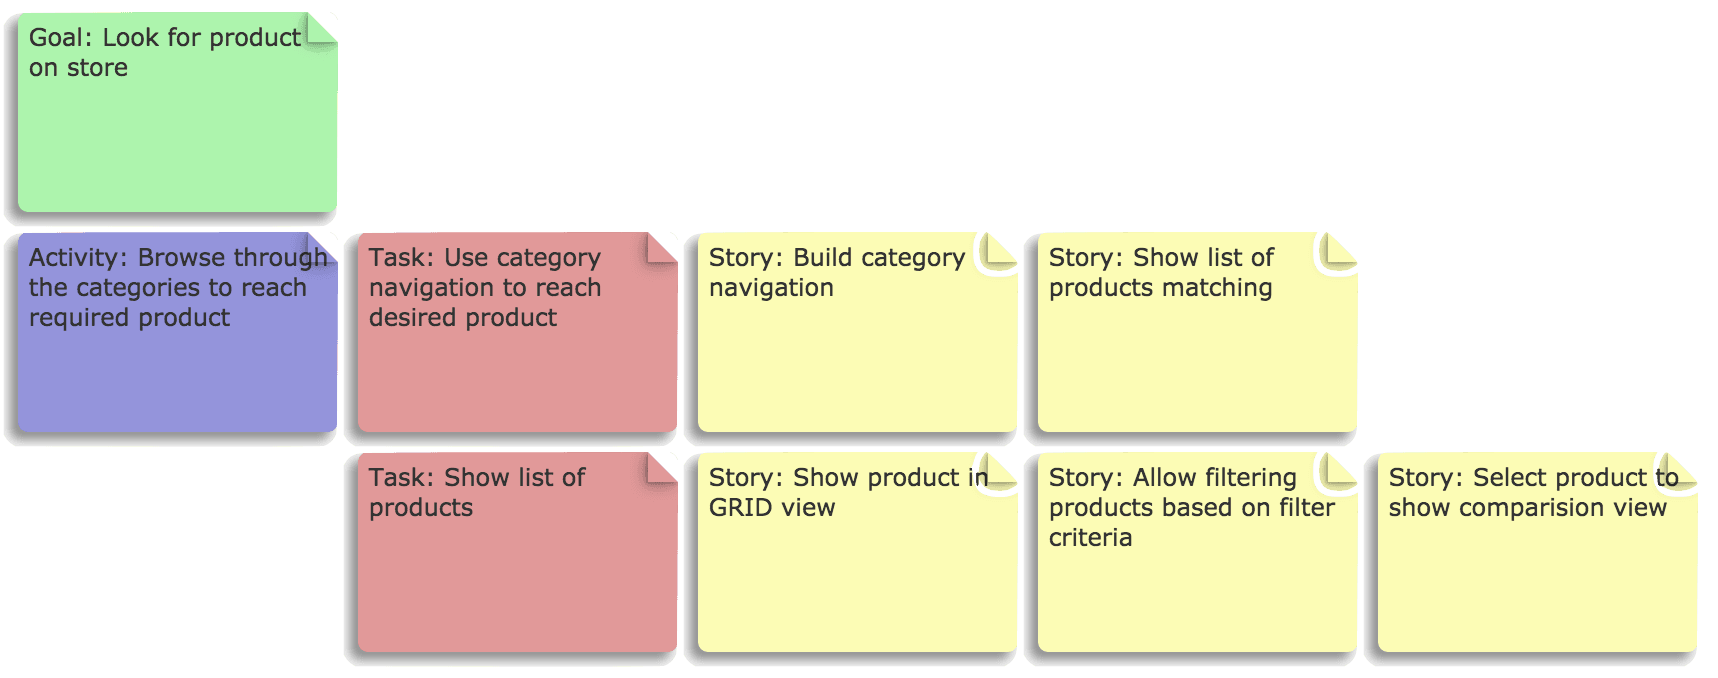 Goal: Look for product
on store
Activity: Browse through
the categories to reach
required product
Task: Use category
navigation to reach
desired product
Story: Build category
navigation
Story: Show list of
products matching
Task: Show list of
products
Story: Show product in
GRID view
Story: Allow filtering
products based on filter
criteria
Story: Select product to
show comparision view